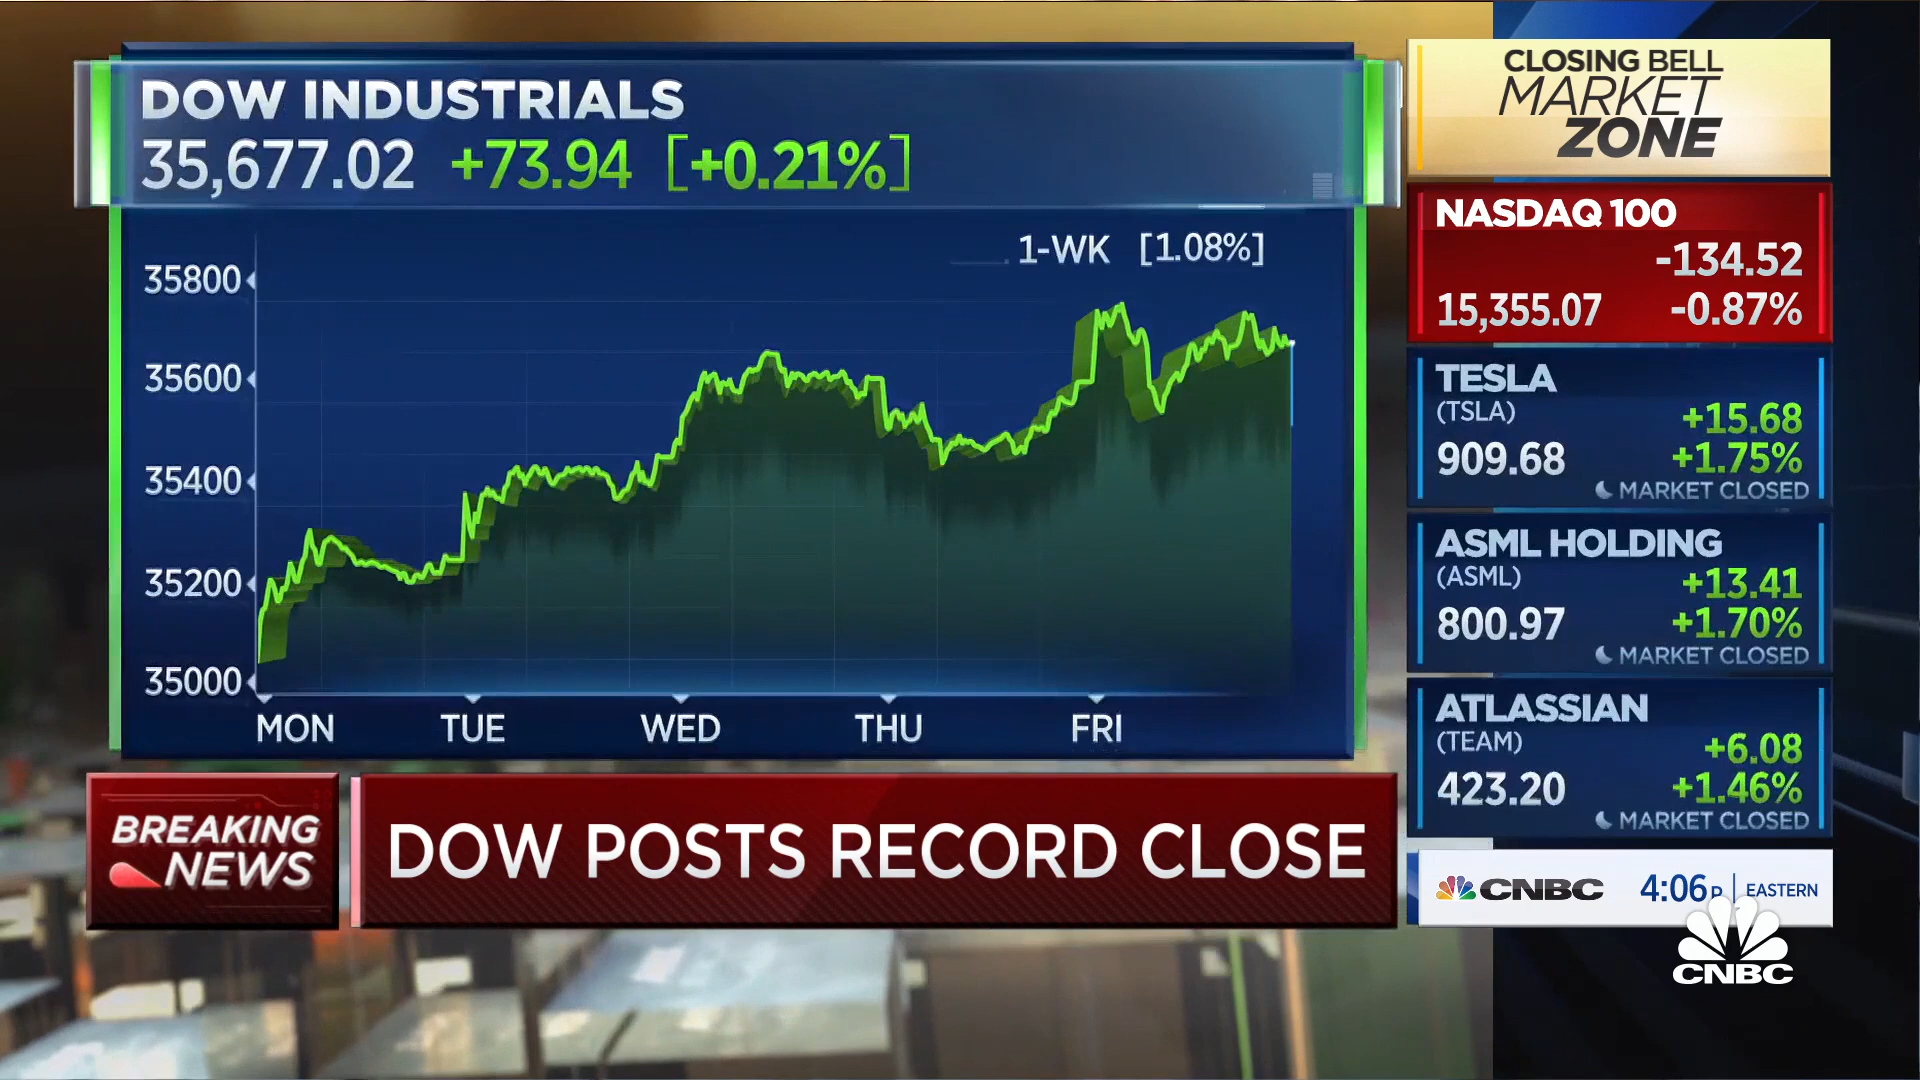 DOW INDUSTRIALS
35,677.02 +73.94 [+0.21%]
1-WK [1.08%]
35800
35600
35400
35200
35000
MON TUE WED THU FRI
BREAKING
NEWS
DOW POSTS RECORD CLOSE
CLOSING BELL
MARKET
ZONE
NASDAQ 100
-134.52
15,355.07 -0.87%
TESLA
(TSLA) +15.68
909.68 +1.75%
MARKET CLOSED
ASML HOLDING
(ASML) +13.41
800.97 +1.70%
MARKET CLOSED
ATLASSIAN
(TEAM) +6.08
423.20 +1.46%
MARKET CLOSED
CNBC 4:06P EASTERN
CNBC